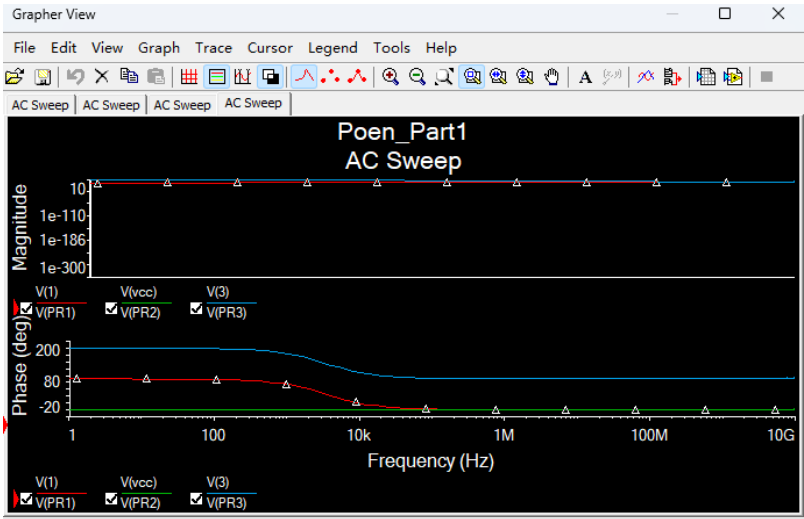 Grapher View
File Edit View Graph Trace Cursor Legend Tools Help
A (x,y)
AC Sweep AC Sweep AC Sweep AC Sweep
Poen_Part1
AC Sweep
Magnitude
10
1e-110
1e-186
1e-300
V(1) V(vcc) V(3)
V(PR1) V(PR2) V(PR3)
Phase (deg)
200
80
-20
1 100 10k 1M 100M 10G
Frequency (Hz)
V(1) V(vcc) V(3)
V(PR1) V(PR2) V(PR3)